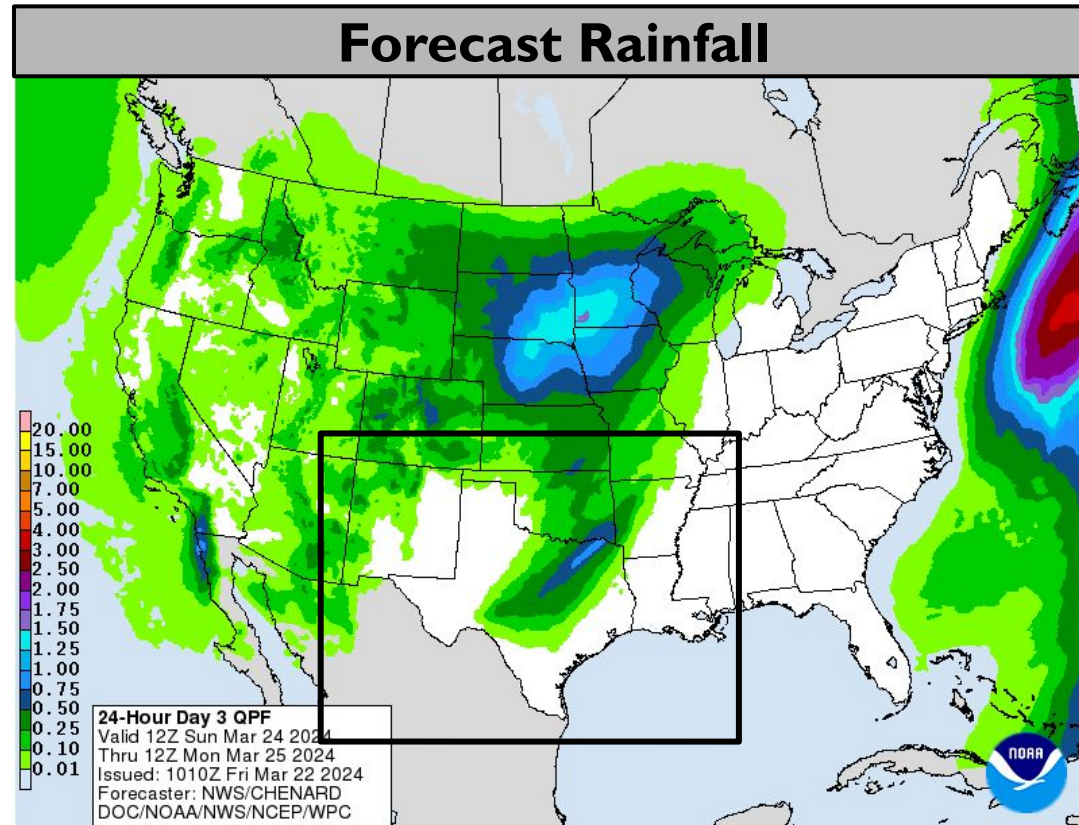 Forecast Rainfall
20.00
15.00
10.00
7.00
5.00
4.00
3.00
2.50
2.00
1.75
1.50
1.25
1.00
0.75
0.50
0.25
0.10
0.01
24-Hour Day 3 QPF
Valid 12Z Sun Mar 24 2024
Thru 12Z Mon Mar 25 2024
Issued: 1010Z Fri Mar 22 2024
Forecaster: NWS/CHENARD
DOC/NOAA/NWS/NCEP/WPC
NOAA